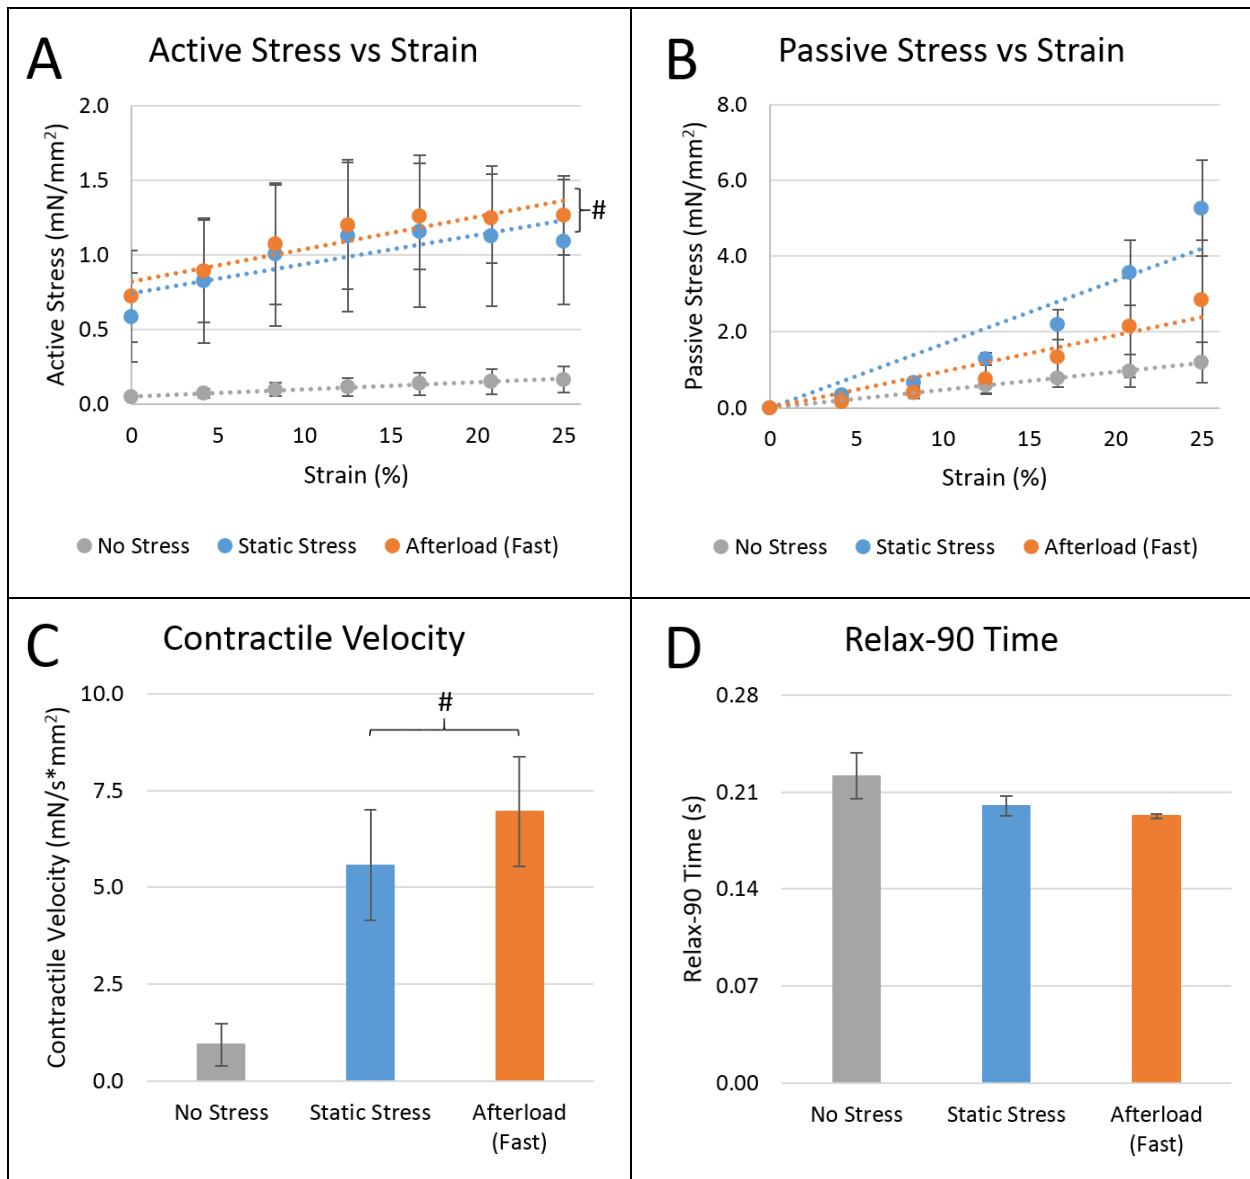 A
Active Stress vs Strain
Active Stress (mN/mm²)
2.0
1.5
1.0
0.5
0.0
#
0 5 10 15 20 25
Strain (%)
No Stress Static Stress Afterload (Fast)
B
Passive Stress vs Strain
Passive Stress (mN/mm²)
8.0
6.0
4.0
2.0
0.0
0 5 10 15 20 25
Strain (%)
No Stress Static Stress Afterload (Fast)
C
Contractile Velocity
Contractile Velocity (mN/s*mm²)
10.0
7.5
5.0
2.5
0.0
#
No Stress Static Stress Afterload
(Fast)
D
Relax-90 Time
Relax-90 Time (s)
0.28
0.21
0.14
0.07
0.00
No Stress Static Stress Afterload
(Fast)